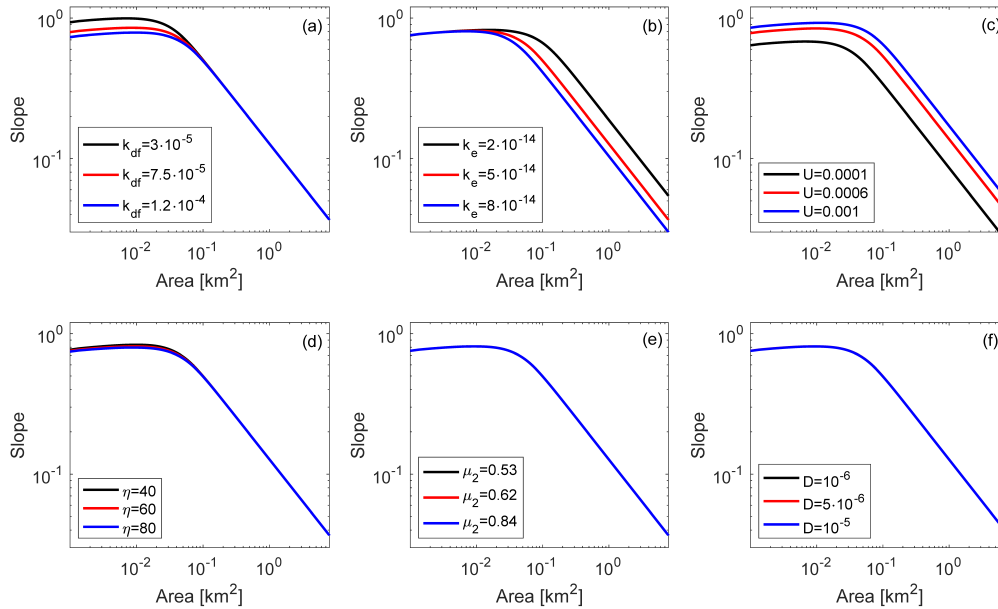 (a)
10⁰
10⁻¹
Slope
k_df=3·10⁻⁵
k_df=7.5·10⁻⁵
k_df=1.2·10⁻⁴
10⁻² 10⁻¹ 10⁰
Area [km²]
(b)
10⁰
10⁻¹
Slope
k_e=2·10⁻¹⁴
k_e=5·10⁻¹⁴
k_e=8·10⁻¹⁴
10⁻² 10⁻¹ 10⁰
Area [km²]
(c)
10⁰
10⁻¹
Slope
U=0.0001
U=0.0006
U=0.001
10⁻² 10⁻¹ 10⁰
Area [km²]
(d)
10⁰
10⁻¹
Slope
η=40
η=60
η=80
10⁻² 10⁻¹ 10⁰
Area [km²]
(e)
10⁰
10⁻¹
Slope
μ₂=0.53
μ₂=0.62
μ₂=0.84
10⁻² 10⁻¹ 10⁰
Area [km²]
(f)
10⁰
10⁻¹
Slope
D=10⁻⁶
D=5·10⁻⁶
D=10⁻⁵
10⁻² 10⁻¹ 10⁰
Area [km²]